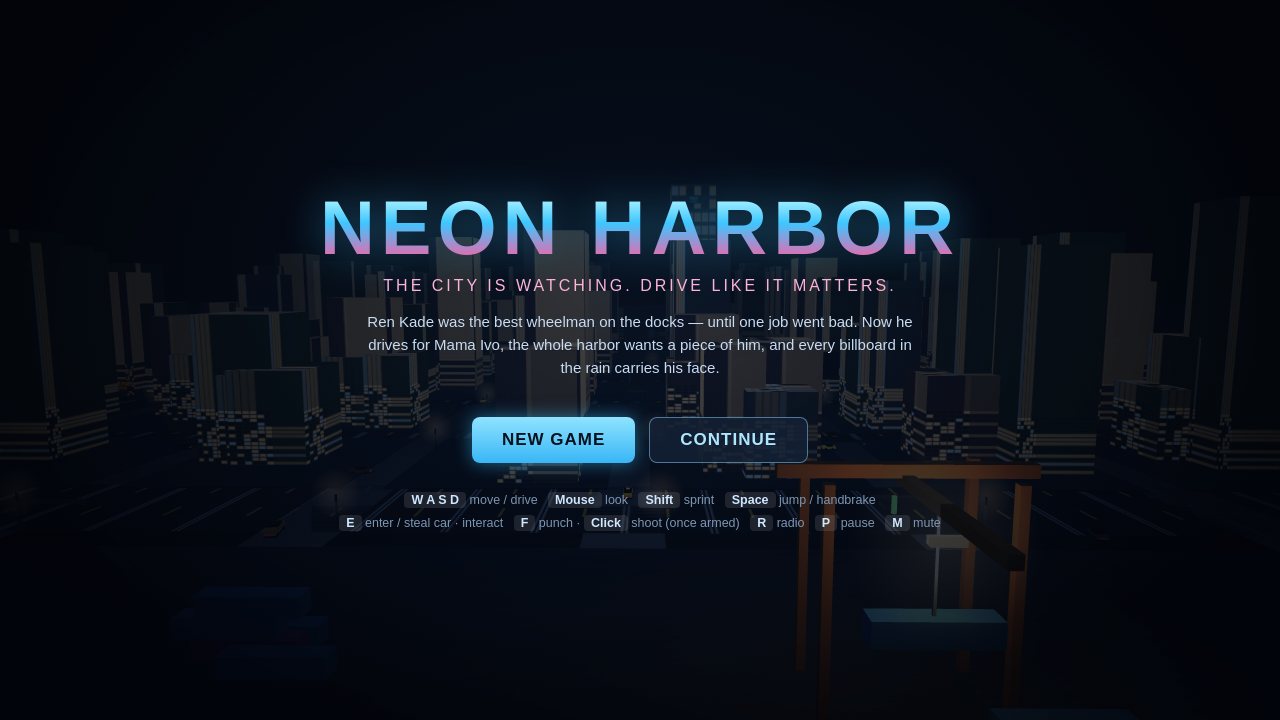 NEON HARBOR
THE CITY IS WATCHING. DRIVE LIKE IT MATTERS.
Ren Kade was the best wheelman on the docks — until one job went bad. Now he
drives for Mama Ivo, the whole harbor wants a piece of him, and every billboard in
the rain carries his face.
NEW GAME CONTINUE
W A S D move / drive Mouse look Shift sprint Space jump / handbrake
E enter / steal car · interact F punch · Click shoot (once armed) R radio P pause M mute